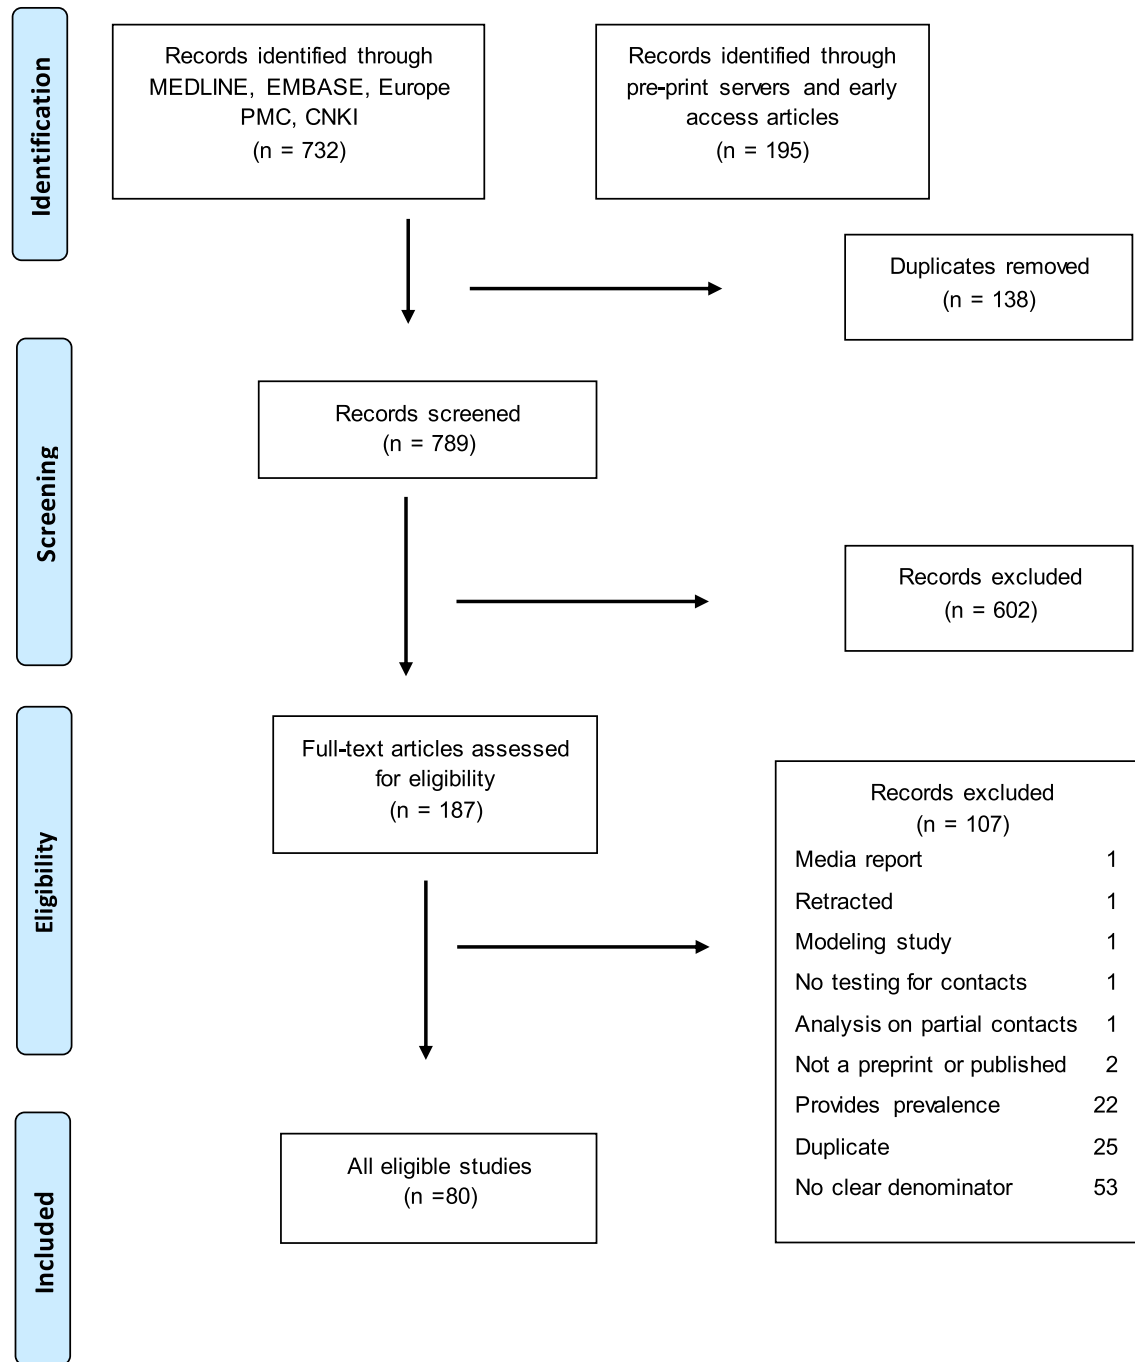 Identification
Records identified through
MEDLINE, EMBASE, Europe
PMC, CNKI
(n = 732)
Records identified through
pre-print servers and early
access articles
(n = 195)
Duplicates removed
(n = 138)
Screening
Records screened
(n = 789)
Records excluded
(n = 602)
Eligibility
Full-text articles assessed
for eligibility
(n = 187)
Records excluded
(n = 107)
Media report 1
Retracted 1
Modeling study 1
No testing for contacts 1
Analysis on partial contacts 1
Not a preprint or published 2
Provides prevalence 22
Duplicate 25
No clear denominator 53
Included
All eligible studies
(n =80)